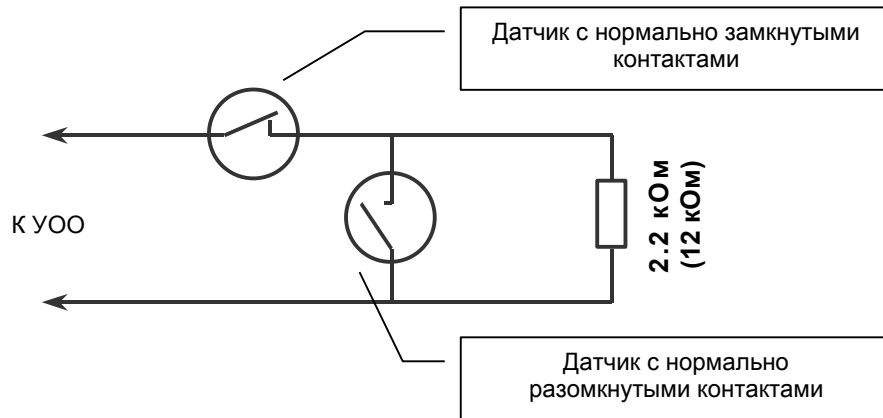 Датчик с нормально замкнутыми
контактами
К УОО
2.2 кОм
(12 кОм)
Датчик с нормально
разомкнутыми контактами